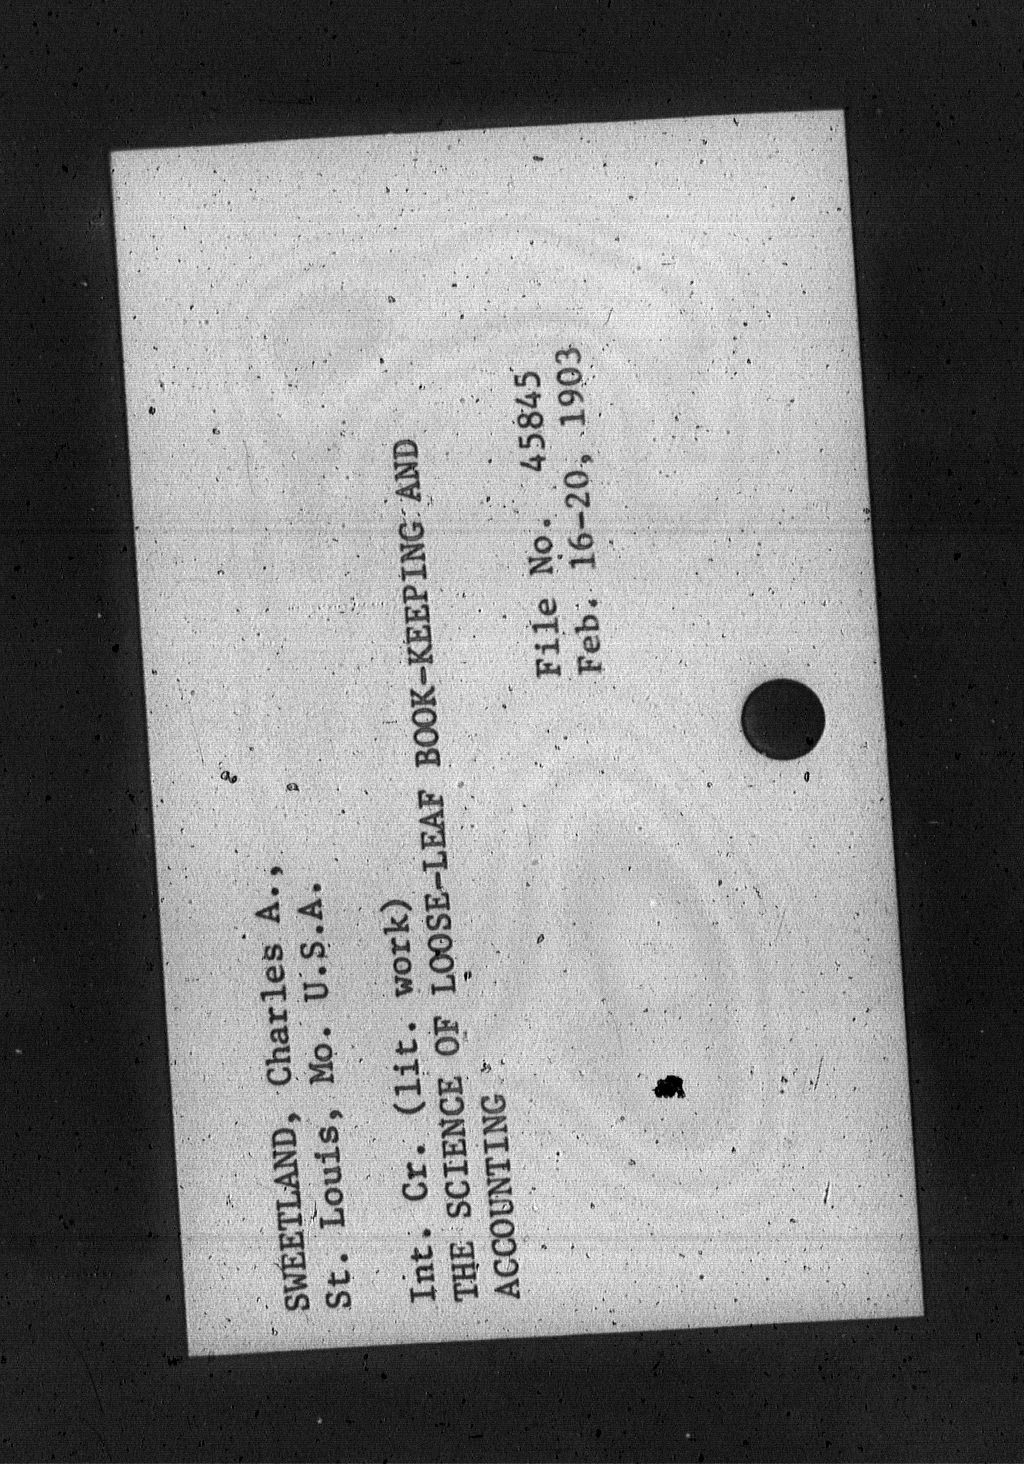 SWEETLAND, Charles A.,
St. Louis, Mo. U.S.A.
Int. Cr. (lit. work)
THE SCIENCE OF LOOSE-LEAF BOOK-KEEPING AND
ACCOUNTING
File No. 45845
Feb. 16-20, 1903